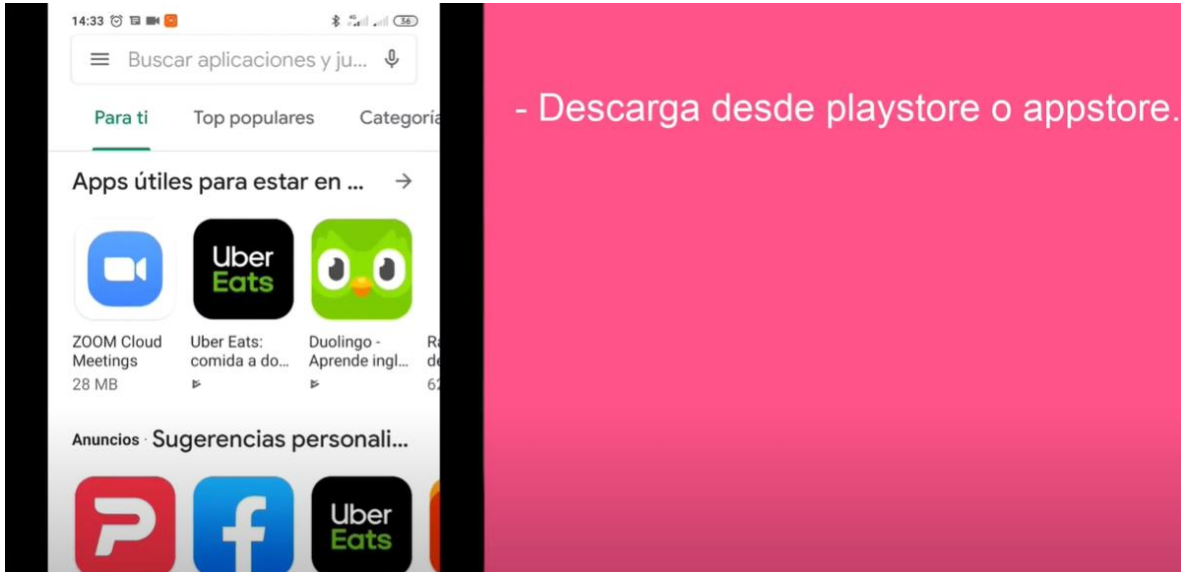 14:33
36
Buscar aplicaciones y ju...
Para ti Top populares Categoría
Apps útiles para estar en ...
Uber
Eats
ZOOM Cloud
Meetings
28 MB
Uber Eats:
comida a do...
Duolingo -
Aprende ingl...
Anuncios · Sugerencias personali...
Uber
Eats
- Descarga desde playstore o appstore.